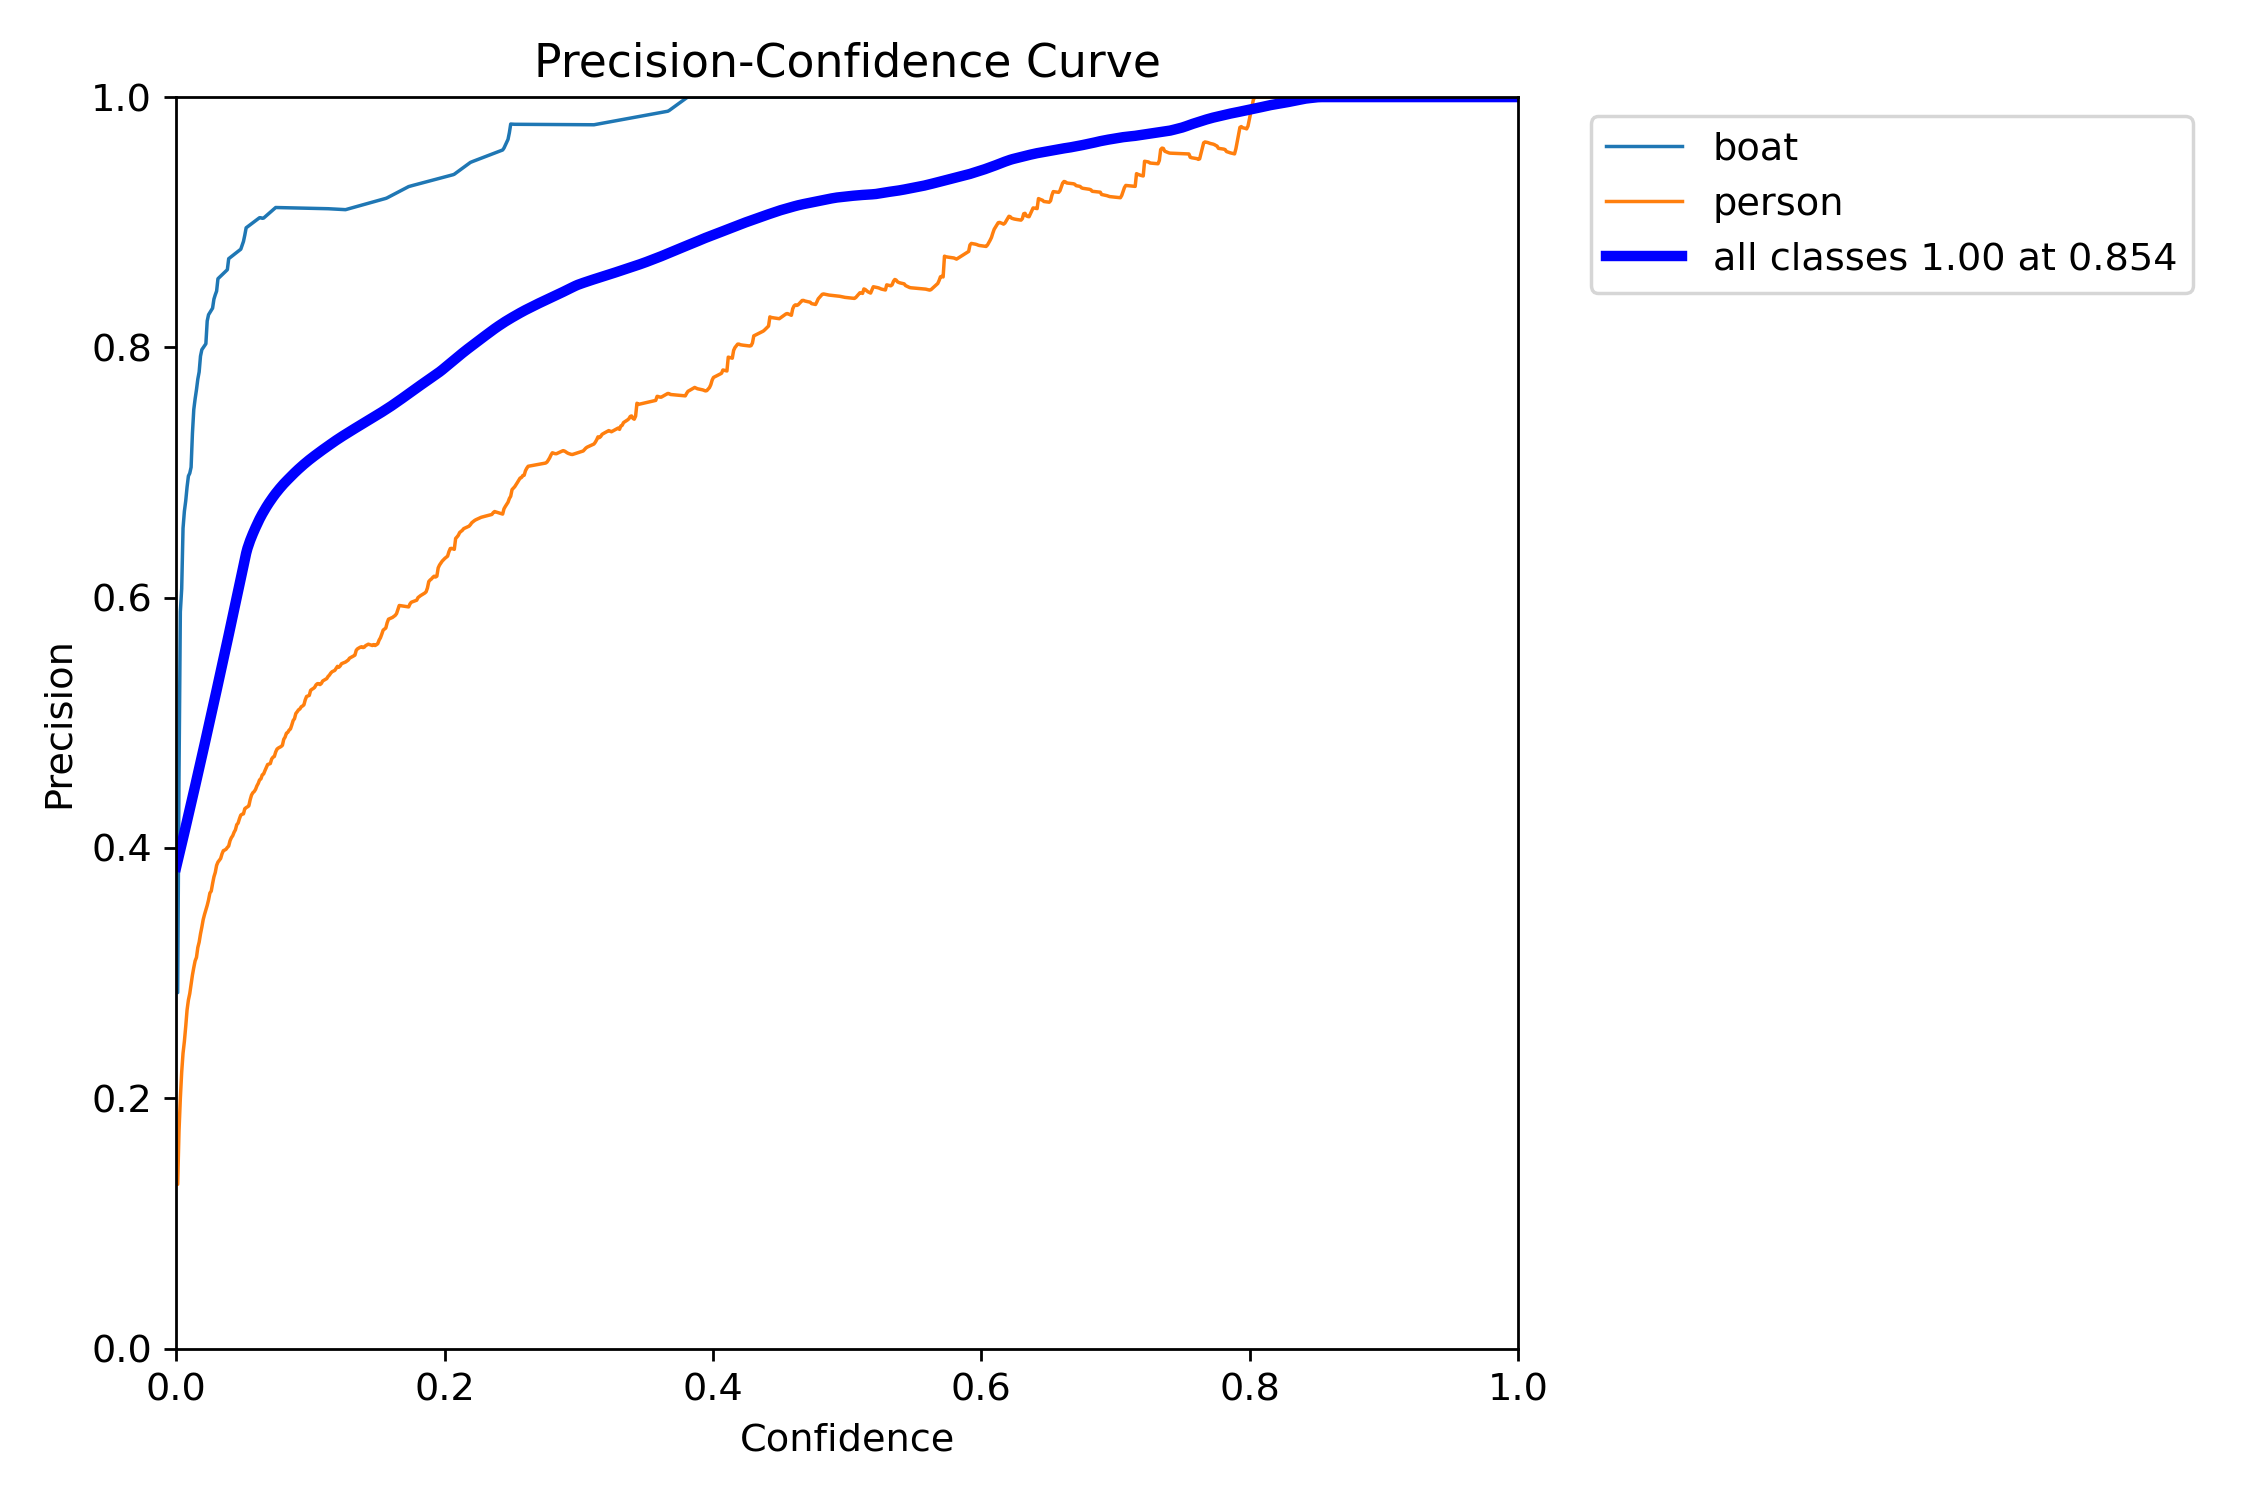 Precision-Confidence Curve
1.0
0.8
0.6
0.4
0.2
0.0
Precision
0.0 0.2 0.4 0.6 0.8 1.0
Confidence
boat
person
all classes 1.00 at 0.854